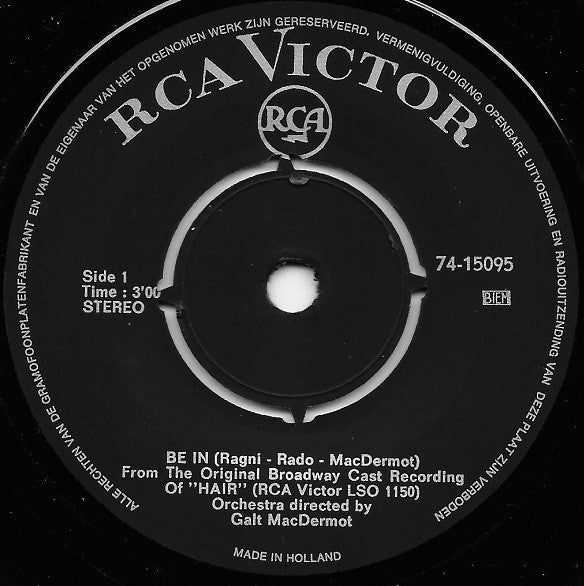 ALLE RECHTEN VAN DE GRAMOFOONPLATENFABRIKANT EN VAN DE EIGENAAR VAN HET OPGENOMEN WERK ZIJN GERESERVEERD. VERMENIGVULDIGING, OPENBARE UITVOERING EN RADIOUITZENDING VAN DEZE PLAAT ZIJN VERBODEN
RCA VICTOR
RCA
Side 1
Time : 3'00
STEREO
74-15095
BIEM
BE IN (Ragni - Rado - MacDermot)
From The Original Broadway Cast Recording
Of "HAIR" (RCA Victor LSO 1150)
Orchestra directed by
Galt MacDermot
MADE IN HOLLAND